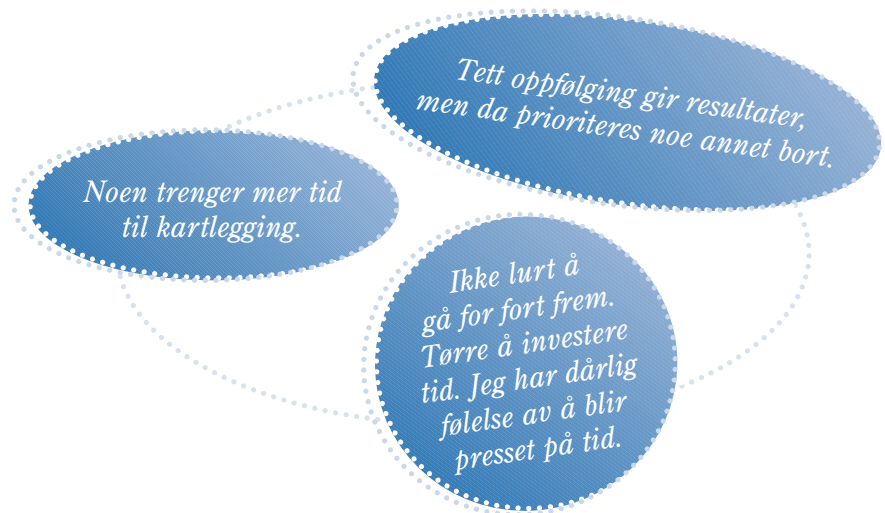 Tett oppfølging gir resultater,
men da prioriteres noe annet bort.
Noen trenger mer tid
til kartlegging.
Ikke lurt å
gå for fort frem.
Tørre å investere
tid. Jeg har dårlig
følelse av å blir
presset på tid.